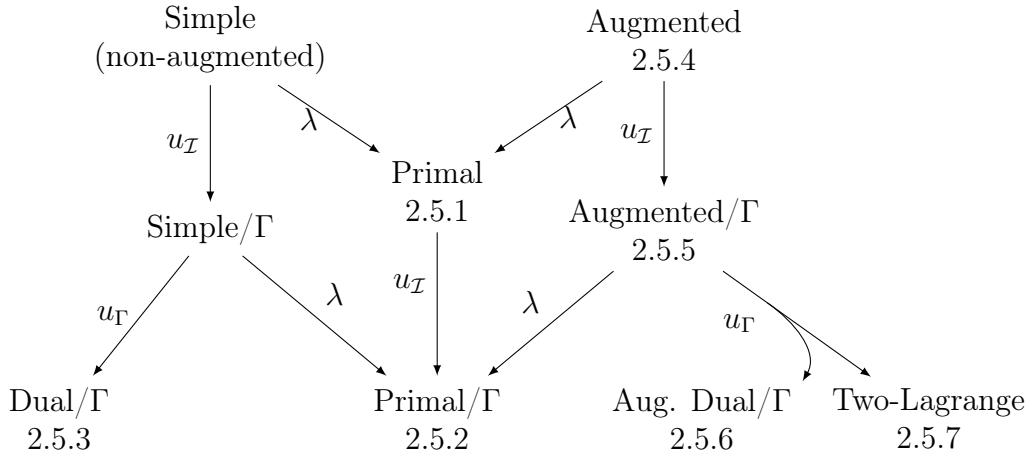 Simple
(non-augmented)
Augmented
2.5.4
λ
λ
u_ℐ
u_ℐ
Primal
2.5.1
Simple/Γ
Augmented/Γ
2.5.5
u_ℐ
λ
λ
u_Γ
u_Γ
Dual/Γ
2.5.3
Primal/Γ
2.5.2
Aug. Dual/Γ
2.5.6
Two-Lagrange
2.5.7